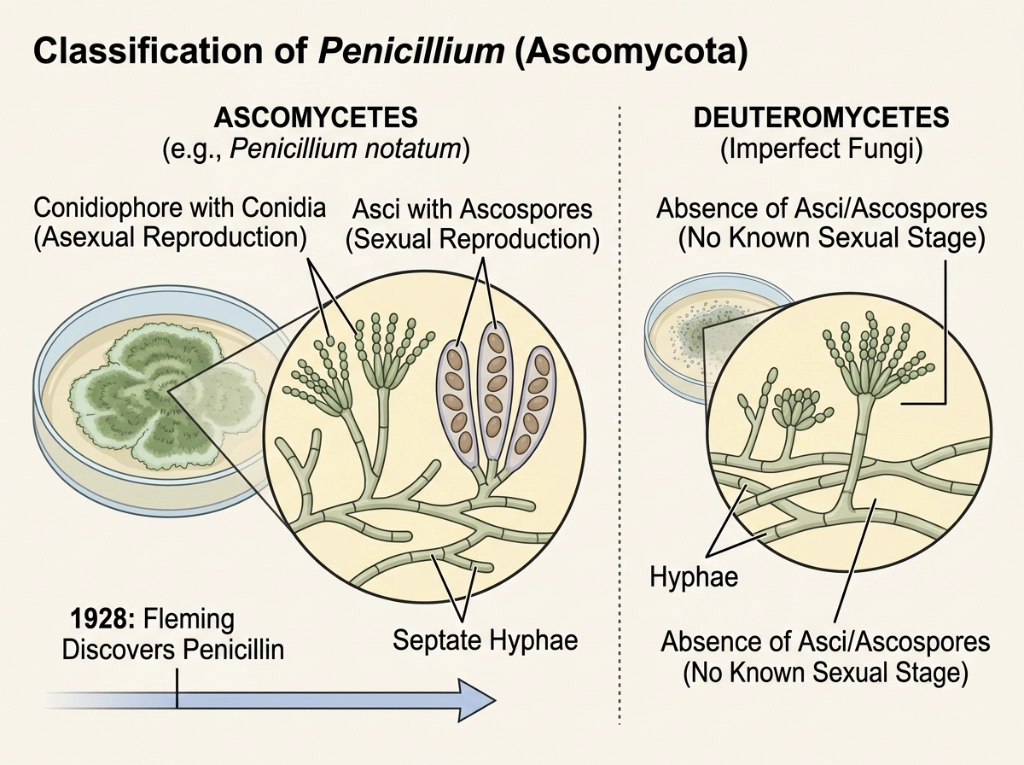 Classification of Penicillium (Ascomycota)
ASCOMYCETES
(e.g., Penicillium notatum)
Conidiophore with Conidia
(Asexual Reproduction)
Asci with Ascospores
(Sexual Reproduction)
Septate Hyphae
1928: Fleming
Discovers Penicillin
DEUTEROMYCETES
(Imperfect Fungi)
Absence of Asci/Ascospores
(No Known Sexual Stage)
Hyphae
Absence of Asci/Ascospores
(No Known Sexual Stage)